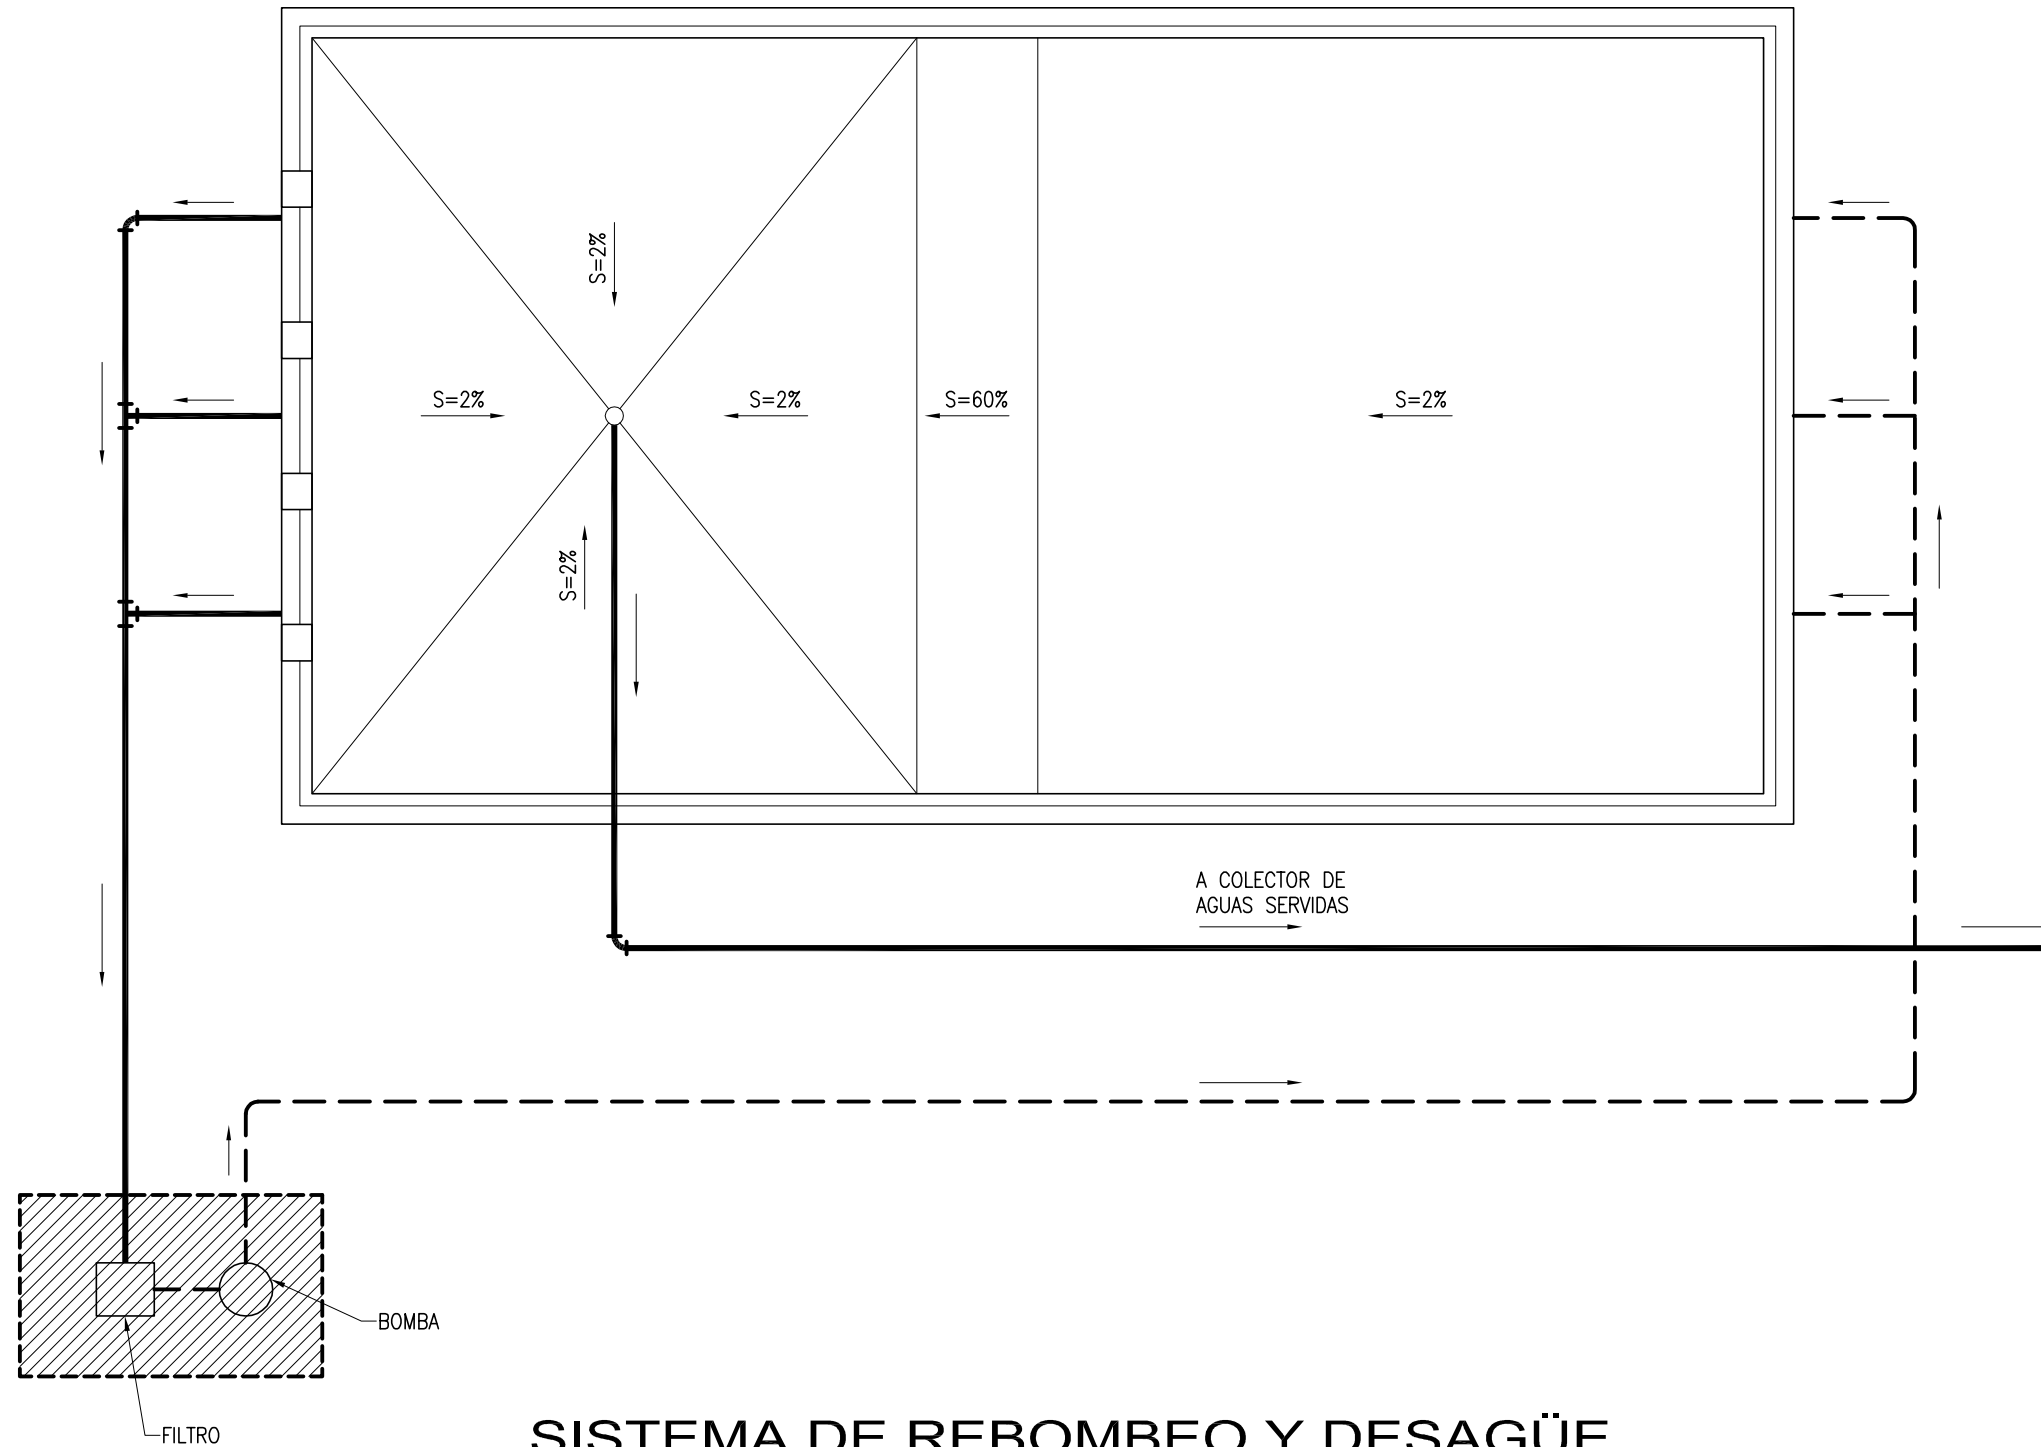 S=2%
S=2%
S=2%
S=60%
S=2%
S=2%
A COLECTOR DE
AGUAS SERVIDAS
BOMBA
FILTRO
SISTEMA DE REBOMBEO Y DESAGÜE